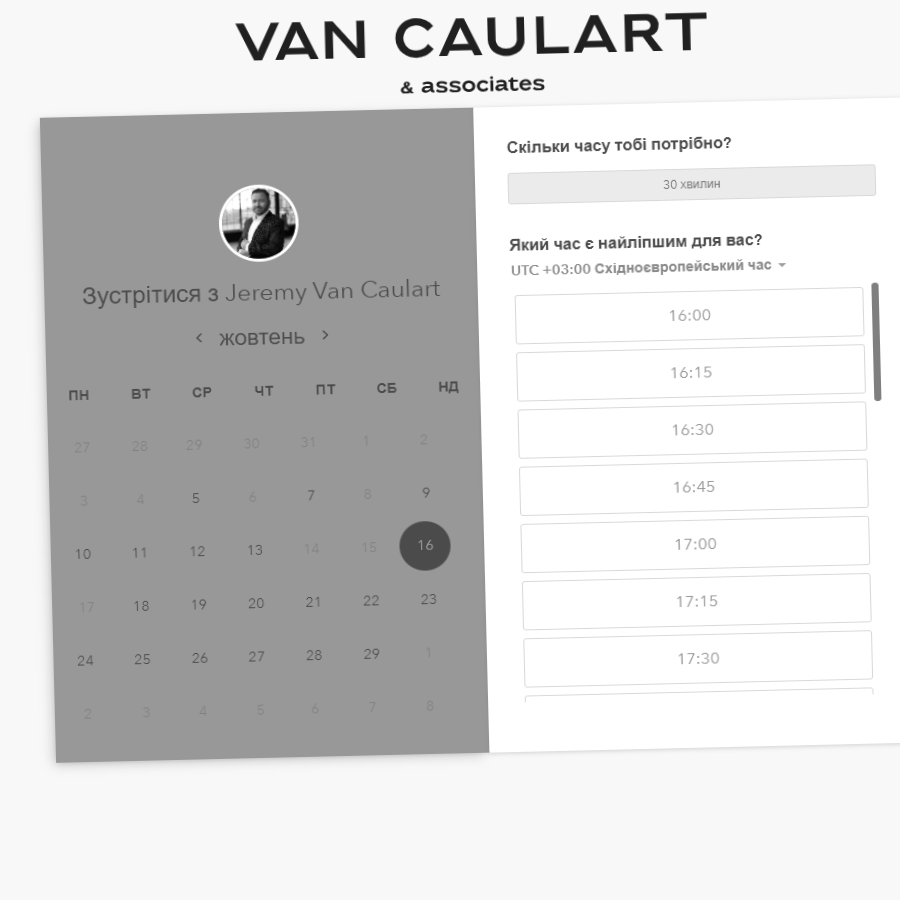 VAN CAULART
& associates
Зустрітися з Jeremy Van Caulart
жовтень
ПН ВТ СР ЧТ ПТ СБ НД
27 28 29 30 31 1 2
3 4 5 6 7 8 9
10 11 12 13 14 15 16
17 18 19 20 21 22 23
24 25 26 27 28 29 1
2 3 4 5 6 7 8
Скільки часу тобі потрібно?
30 хвилин
Який час є найліпшим для вас?
UTC +03:00 Східноєвропейський час
16:00
16:15
16:30
16:45
17:00
17:15
17:30